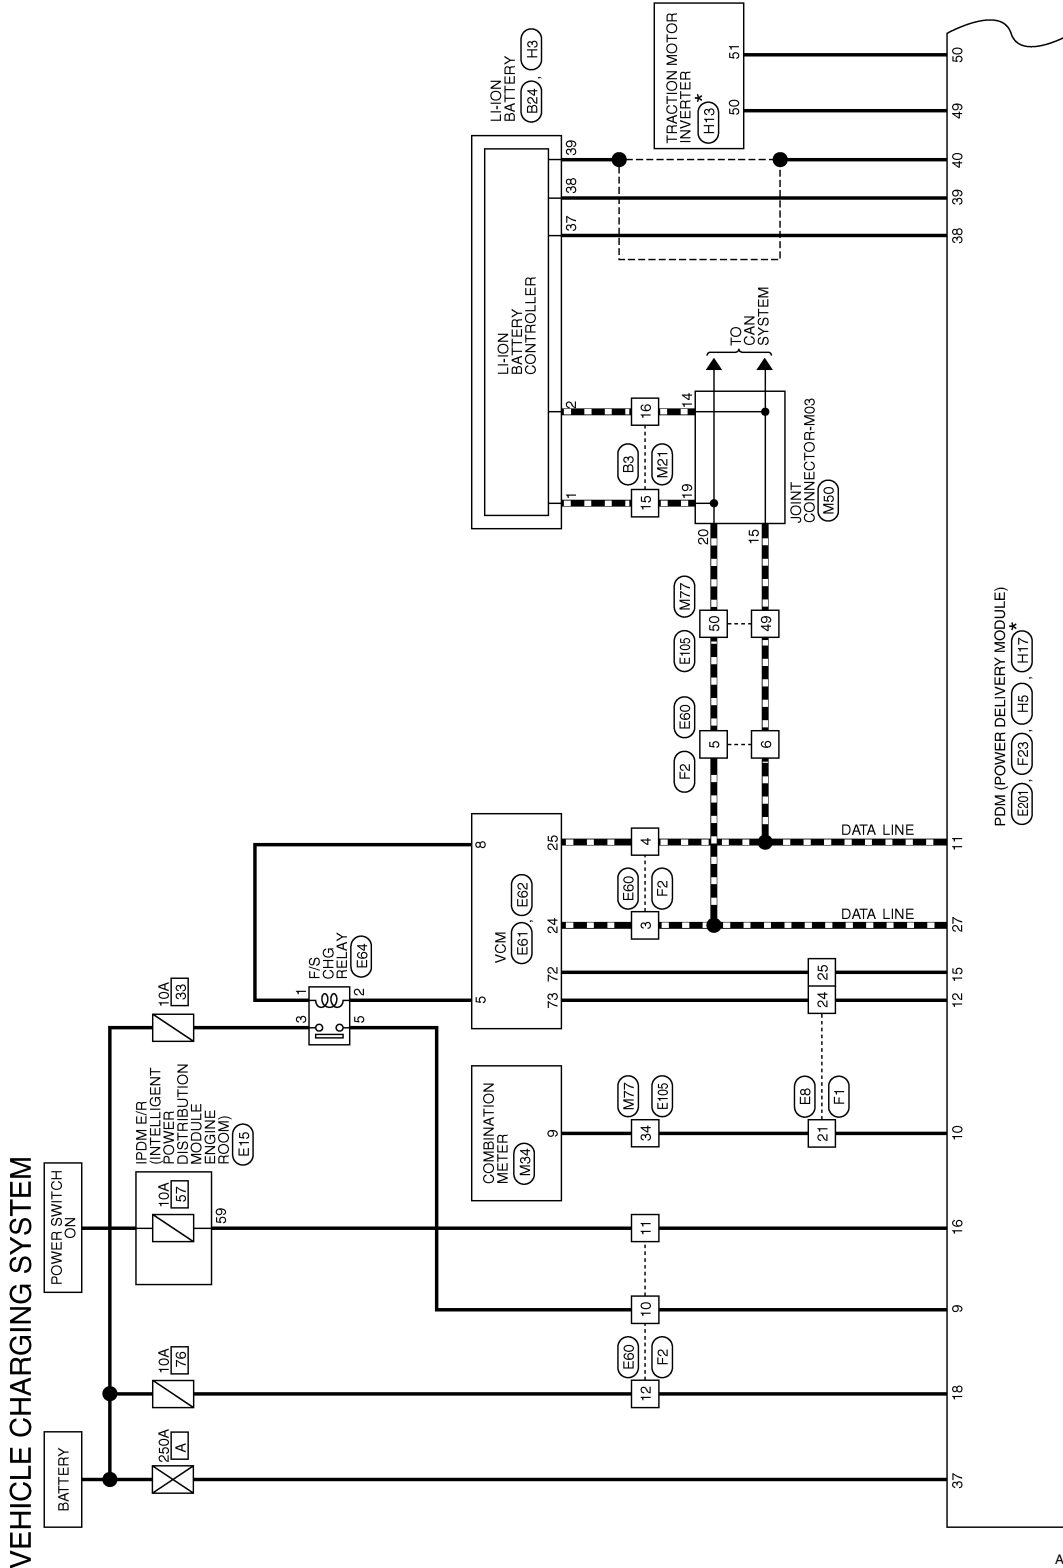 VEHICLE CHARGING SYSTEM
BATTERY
POWER SWITCH
ON
250A
A
10A
76
10A
57
IPDM E/R
(INTELLIGENT
POWER
DISTRIBUTION
MODULE
ENGINE
ROOM)
E15
59
10A
33
F/S
CHG
RELAY
E64
3
1
5
2
COMBINATION
METER
M34
9
VCM
E61 , E62
5
8
73
72
24
25
LI-ION
BATTERY
B24 , H3
LI-ION
BATTERY
CONTROLLER
1
2
37
38
39
TRACTION MOTOR
INVERTER
H13 *
50
51
12
E60
F2
10
11
34
M77
E105
3
E60
F2
4
15
B3
M21
16
19
14
20
15
JOINT
CONNECTOR-M03
M50
TO
CAN
SYSTEM
F2
E60
5
6
E105
M77
50
49
21
E8
F1
24
25
DATA LINE
DATA LINE
37
18
9
16
10
12
15
27
11
38
39
40
49
50
PDM (POWER DELIVERY MODULE)
E201 , F23 , H5 , H17 *
A